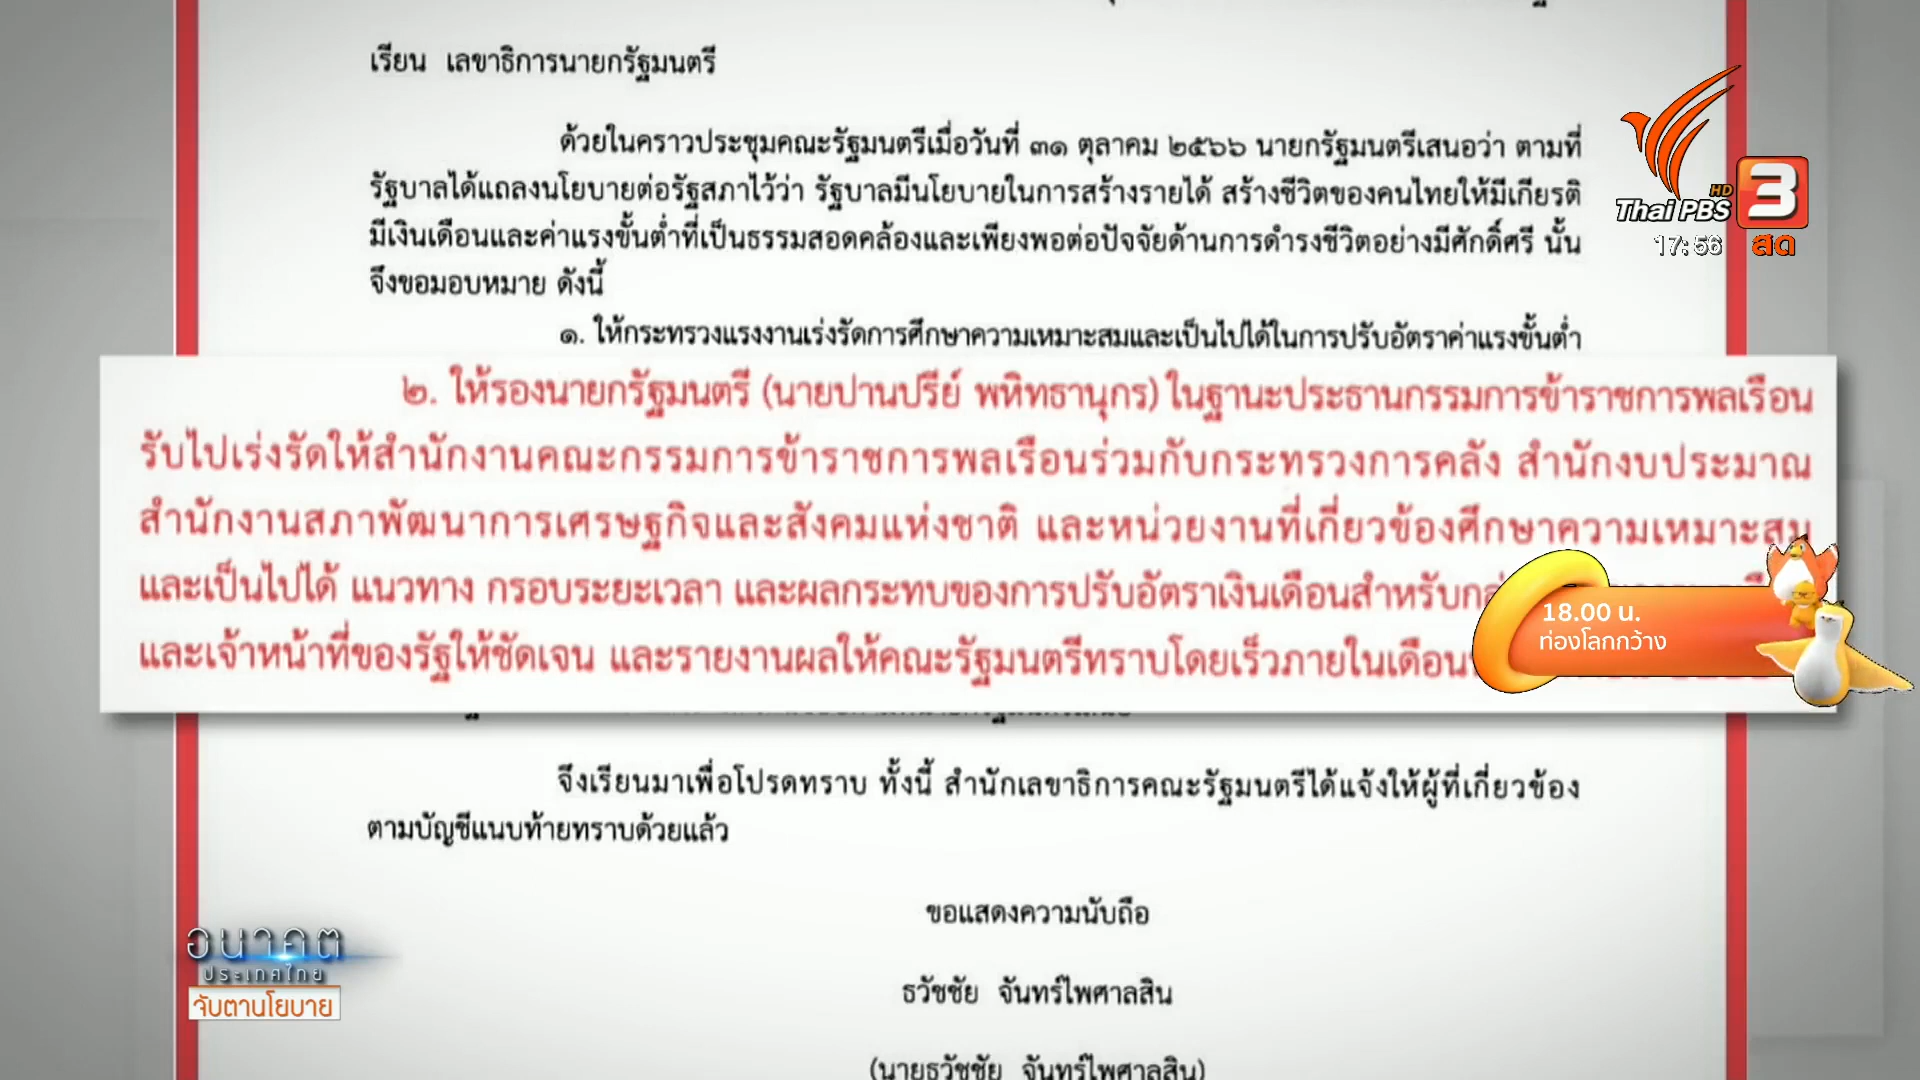 เรียน เลขาธิการนายกรัฐมนตรี
ด้วยในคราวประชุมคณะรัฐมนตรีเมื่อวันที่ ๓๑ ตุลาคม ๒๕๖๖ นายกรัฐมนตรีเสนอว่า ตามที่
รัฐบาลได้แถลงนโยบายต่อรัฐสภาไว้ว่า รัฐบาลมีนโยบายในการสร้างรายได้ สร้างชีวิตของคนไทยให้มีเกียรติ
มีเงินเดือนและค่าแรงขั้นต่ำที่เป็นธรรมสอดคล้องและเพียงพอต่อปัจจัยด้านการดำรงชีวิตอย่างมีศักดิ์ศรี นั้น
จึงขอมอบหมาย ดังนี้
๑. ให้กระทรวงแรงงานเร่งรัดการศึกษาความเหมาะสมและเป็นไปได้ในการปรับอัตราค่าแรงขั้นต่ำ
๒. ให้รองนายกรัฐมนตรี (นายปานปรีย์ พหิทธานุกร) ในฐานะประธานกรรมการข้าราชการพลเรือน
รับไปเร่งรัดให้สำนักงานคณะกรรมการข้าราชการพลเรือนร่วมกับกระทรวงการคลัง สำนักงบประมาณ
สำนักงานสภาพัฒนาการเศรษฐกิจและสังคมแห่งชาติ และหน่วยงานที่เกี่ยวข้องศึกษาความเหมาะสม
และเป็นไปได้ แนวทาง กรอบระยะเวลา และผลกระทบของการปรับอัตราเงินเดือนสำหรับ
และเจ้าหน้าที่ของรัฐให้ชัดเจน และรายงานผลให้คณะรัฐมนตรีทราบโดยเร็วภายในเดือน
จึงเรียนมาเพื่อโปรดทราบ ทั้งนี้ สำนักเลขาธิการคณะรัฐมนตรีได้แจ้งให้ผู้ที่เกี่ยวข้อง
ตามบัญชีแนบท้ายทราบด้วยแล้ว
ขอแสดงความนับถือ
ธวัชชัย จันทร์ไพศาลสิน
(นายธวัชชัย จันทร์ไพศาลสิน)
HD
Thai PBS 3
17:56 สด
18.00 น.
ท่องโลกกว้าง
อนาคต
ประเทศไทย
จับตานโยบาย